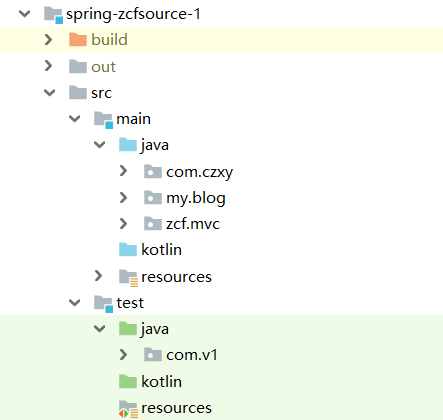 spring-zcfsource-1
build
out
src
main
java
com.czxy
my.blog
zcf.mvc
kotlin
resources
test
java
com.v1
kotlin
resources